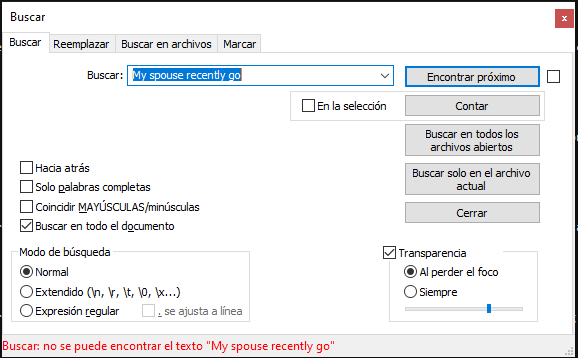 Buscar
x
Buscar Reemplazar Buscar en archivos Marcar
Buscar: My spouse recently go Encontrar próximo
En la selección Contar
Buscar en todos los
archivos abiertos
Hacia atrás
Solo palabras completas
Buscar solo en el archivo
actual
Coincidir MAYÚSCULAS/minúsculas
Buscar en todo el documento
Cerrar
Modo de búsqueda
Normal
Extendido (\n, \r, \t, \0, \x...)
Expresión regular . se ajusta a línea
Transparencia
Al perder el foco
Siempre
Buscar: no se puede encontrar el texto "My spouse recently go"